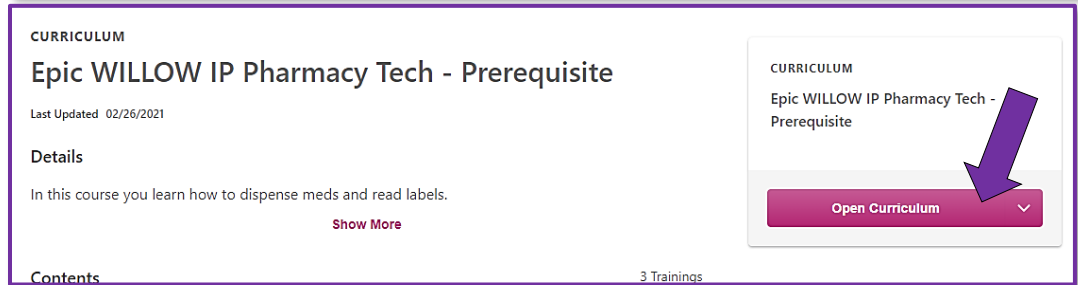 CURRICULUM
Epic WILLOW IP Pharmacy Tech - Prerequisite
Last Updated 02/26/2021
Details
In this course you learn how to dispense meds and read labels.
Show More
Contents
3 Trainings
CURRICULUM
Epic WILLOW IP Pharmacy Tech -
Prerequisite
Open Curriculum